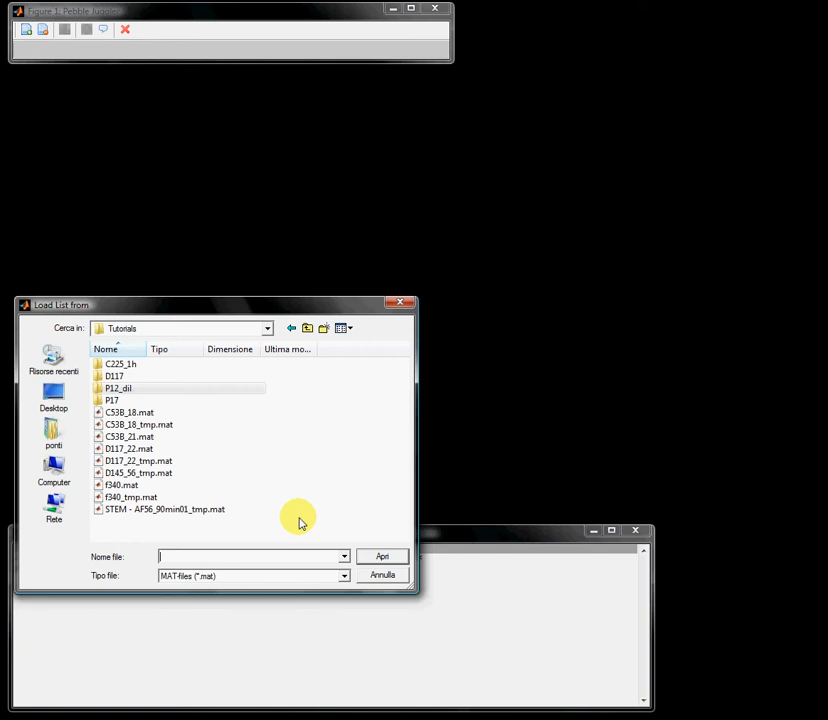 Figure 1: Pebble Juggler
Load List from
Cerca in:
Tutorials
Nome
Tipo
Dimensione
Ultima mo...
Risorse recenti
Desktop
ponti
Computer
Rete
C225_1h
D117
P12_dil
P17
C53B_18.mat
C53B_18_tmp.mat
C53B_21.mat
D117_22.mat
D117_22_tmp.mat
D145_56_tmp.mat
f340.mat
f340_tmp.mat
STEM - AF56_90min01_tmp.mat
Nome file:
Apri
Tipo file:
MAT-files (*.mat)
Annulla